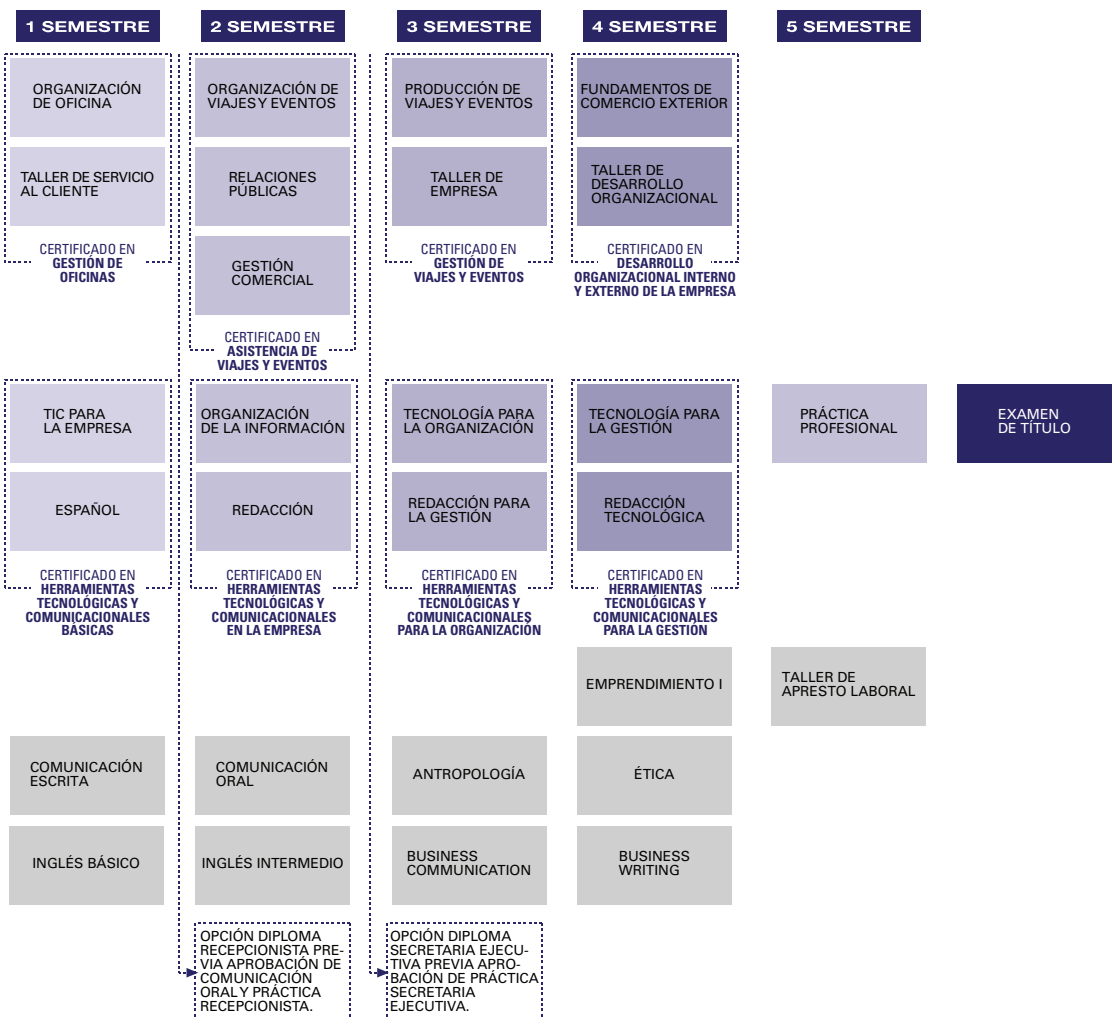 1 SEMESTRE
2 SEMESTRE
3 SEMESTRE
4 SEMESTRE
5 SEMESTRE
ORGANIZACIÓN
DE OFICINA
ORGANIZACIÓN DE
VIAJES Y EVENTOS
PRODUCCIÓN DE
VIAJES Y EVENTOS
FUNDAMENTOS DE
COMERCIO EXTERIOR
TALLER DE SERVICIO
AL CLIENTE
RELACIONES
PÚBLICAS
TALLER DE
EMPRESA
TALLER DE
DESARROLLO
ORGANIZACIONAL
CERTIFICADO EN
GESTIÓN DE
OFICINAS
GESTIÓN
COMERCIAL
CERTIFICADO EN
GESTIÓN DE
VIAJES Y EVENTOS
CERTIFICADO EN
DESARROLLO
ORGANIZACIONAL INTERNO
Y EXTERNO DE LA EMPRESA
CERTIFICADO EN
ASISTENCIA DE
VIAJES Y EVENTOS
TIC PARA
LA EMPRESA
ORGANIZACIÓN
DE LA INFORMACIÓN
TECNOLOGÍA PARA
LA ORGANIZACIÓN
TECNOLOGÍA PARA
LA GESTIÓN
PRÁCTICA
PROFESIONAL
EXAMEN
DE TÍTULO
ESPAÑOL
REDACCIÓN
REDACCIÓN PARA
LA GESTIÓN
REDACCIÓN
TECNOLÓGICA
CERTIFICADO EN
HERRAMIENTAS
TECNOLÓGICAS Y
COMUNICACIONALES
BÁSICAS
CERTIFICADO EN
HERRAMIENTAS
TECNOLÓGICAS Y
COMUNICACIONALES
EN LA EMPRESA
CERTIFICADO EN
HERRAMIENTAS
TECNOLÓGICAS Y
COMUNICACIONALES
PARA LA ORGANIZACIÓN
CERTIFICADO EN
HERRAMIENTAS
TECNOLÓGICAS Y
COMUNICACIONALES
PARA LA GESTIÓN
EMPRENDIMIENTO I
TALLER DE
APRESTO LABORAL
COMUNICACIÓN
ESCRITA
COMUNICACIÓN
ORAL
ANTROPOLOGÍA
ÉTICA
INGLÉS BÁSICO
INGLÉS INTERMEDIO
BUSINESS
COMMUNICATION
BUSINESS
WRITING
OPCIÓN DIPLOMA
RECEPCIONISTA PRE-
VIA APROBACIÓN DE
COMUNICACIÓN
ORAL Y PRÁCTICA
RECEPCIONISTA.
OPCIÓN DIPLOMA
SECRETARIA EJECU-
TIVA PREVIA APRO-
BACIÓN DE PRÁCTICA
SECRETARIA
EJECUTIVA.